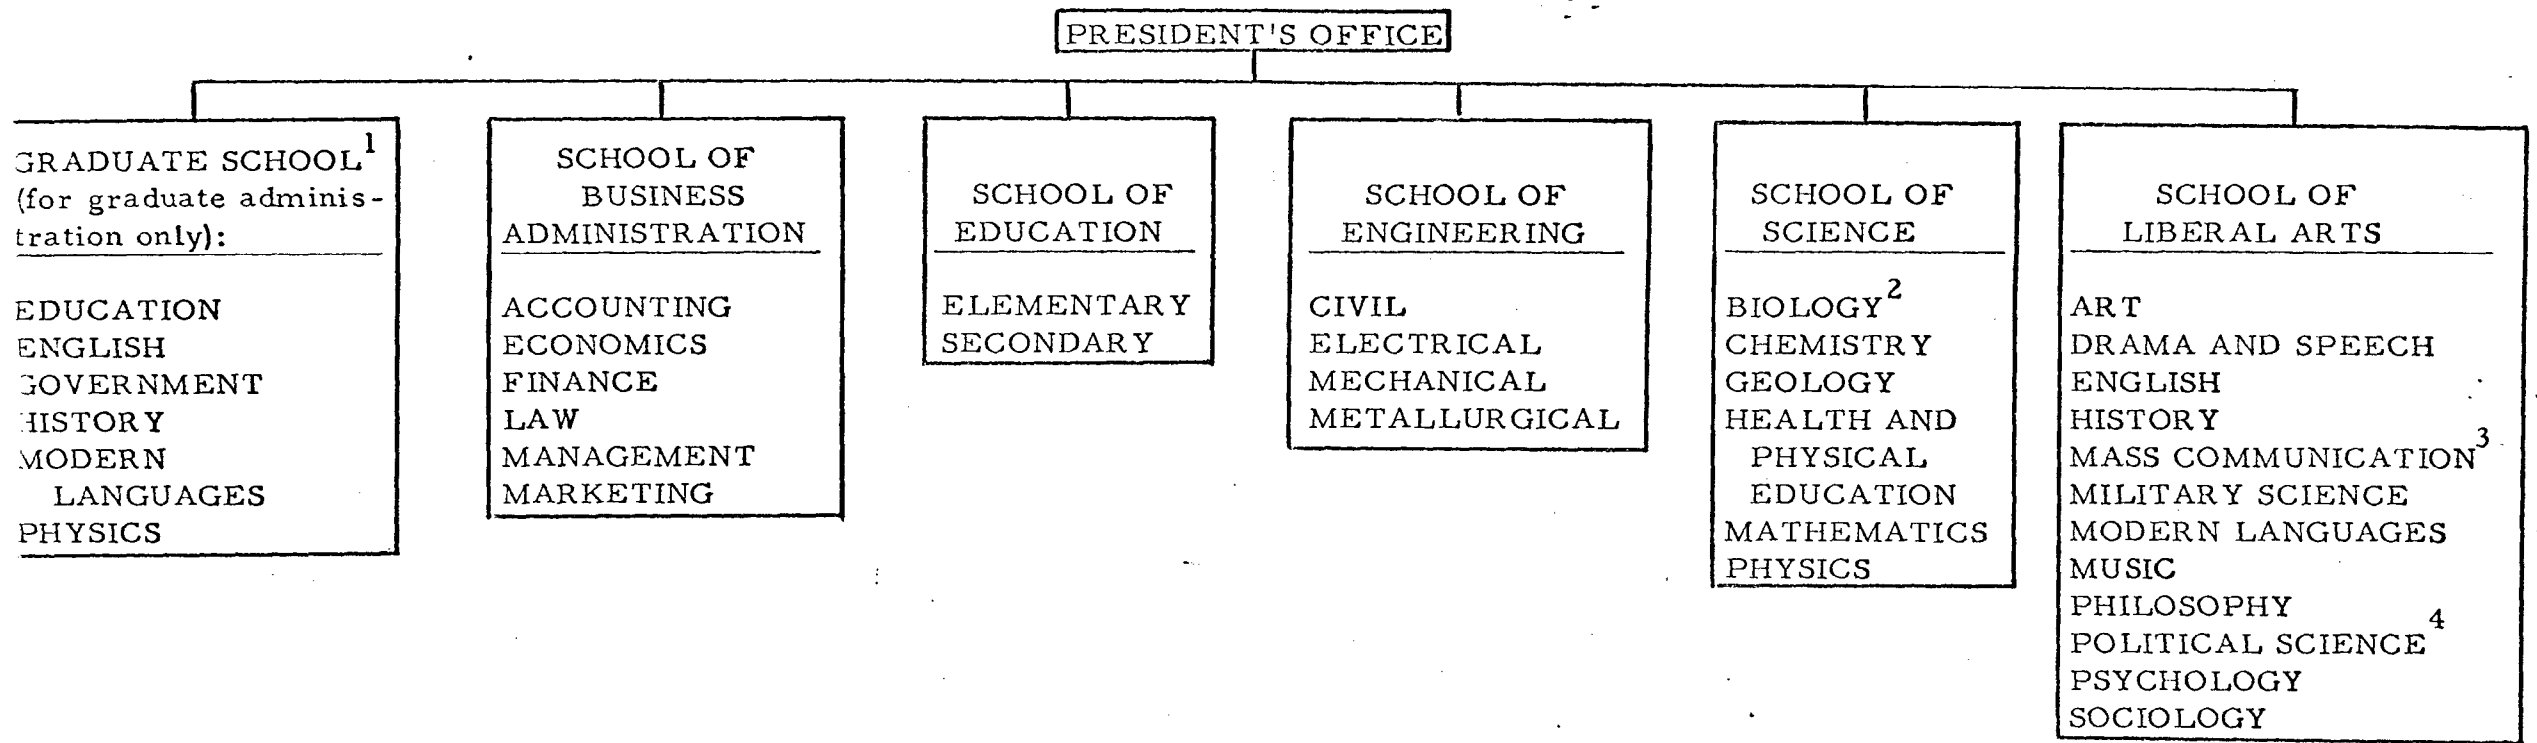 PRESIDENT'S OFFICE
GRADUATE SCHOOL¹
(for graduate adminis-
tration only):
EDUCATION
ENGLISH
GOVERNMENT
HISTORY
MODERN
LANGUAGES
PHYSICS
SCHOOL OF
BUSINESS
ADMINISTRATION
ACCOUNTING
ECONOMICS
FINANCE
LAW
MANAGEMENT
MARKETING
SCHOOL OF
EDUCATION
ELEMENTARY
SECONDARY
SCHOOL OF
ENGINEERING
CIVIL
ELECTRICAL
MECHANICAL
METALLURGICAL
SCHOOL OF
SCIENCE
BIOLOGY²
CHEMISTRY
GEOLOGY
HEALTH AND
PHYSICAL
EDUCATION
MATHEMATICS
PHYSICS
SCHOOL OF
LIBERAL ARTS
ART
DRAMA AND SPEECH
ENGLISH
HISTORY
MASS COMMUNICATION³
MILITARY SCIENCE
MODERN LANGUAGES
MUSIC
PHILOSOPHY
POLITICAL SCIENCE⁴
PSYCHOLOGY
SOCIOLOGY